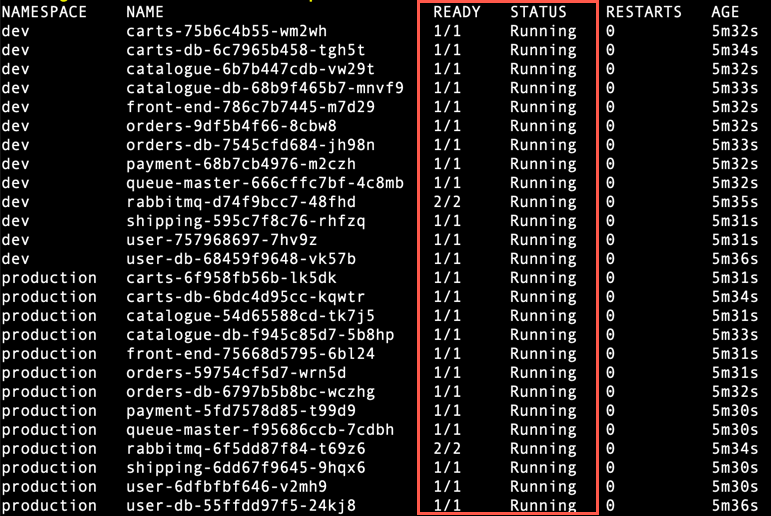 NAMESPACE NAME READY STATUS RESTARTS AGE
dev carts-75b6c4b55-wm2wh 1/1 Running 0 5m32s
dev carts-db-6c7965b458-tgh5t 1/1 Running 0 5m34s
dev catalogue-6b7b447cdb-vw29t 1/1 Running 0 5m32s
dev catalogue-db-68b9f465b7-mnvf9 1/1 Running 0 5m33s
dev front-end-786c7b7445-m7d29 1/1 Running 0 5m32s
dev orders-9df5b4f66-8cbw8 1/1 Running 0 5m32s
dev orders-db-7545cfd684-jh98n 1/1 Running 0 5m33s
dev payment-68b7cb4976-m2czh 1/1 Running 0 5m32s
dev queue-master-666cffc7bf-4c8mb 1/1 Running 0 5m32s
dev rabbitmq-d74f9bcc7-48fhd 2/2 Running 0 5m35s
dev shipping-595c7f8c76-rhfzq 1/1 Running 0 5m31s
dev user-757968697-7hv9z 1/1 Running 0 5m31s
dev user-db-68459f9648-vk57b 1/1 Running 0 5m36s
production carts-6f958fb56b-lk5dk 1/1 Running 0 5m31s
production carts-db-6bdc4d95cc-kqwtr 1/1 Running 0 5m34s
production catalogue-54d65588cd-tk7j5 1/1 Running 0 5m31s
production catalogue-db-f945c85d7-5b8hp 1/1 Running 0 5m33s
production front-end-75668d5795-6bl24 1/1 Running 0 5m31s
production orders-59754cf5d7-wrn5d 1/1 Running 0 5m31s
production orders-db-6797b5b8bc-wczhg 1/1 Running 0 5m32s
production payment-5fd7578d85-t99d9 1/1 Running 0 5m30s
production queue-master-f95686ccb-7cdbh 1/1 Running 0 5m30s
production rabbitmq-6f5dd87f84-t69z6 2/2 Running 0 5m34s
production shipping-6dd67f9645-9hqx6 1/1 Running 0 5m30s
production user-6dfbfbf646-v2mh9 1/1 Running 0 5m30s
production user-db-55ffdd97f5-24kj8 1/1 Running 0 5m36s